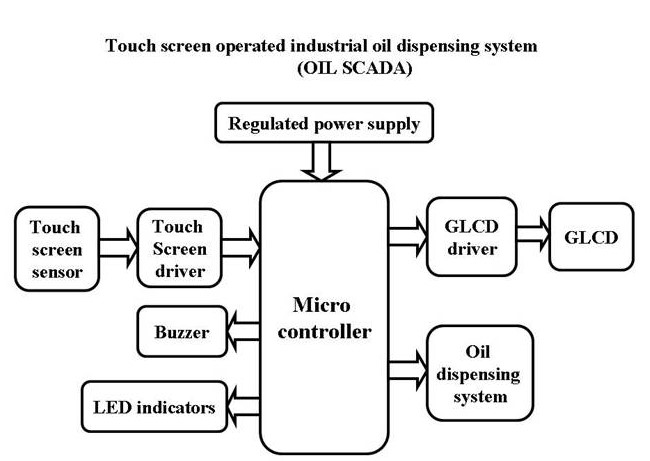 Touch screen operated industrial oil dispensing system
(OIL SCADA)
Regulated power supply
Touch
screen
sensor
Touch
Screen
driver
Micro
controller
GLCD
driver
GLCD
Buzzer
Oil
dispensing
system
LED indicators